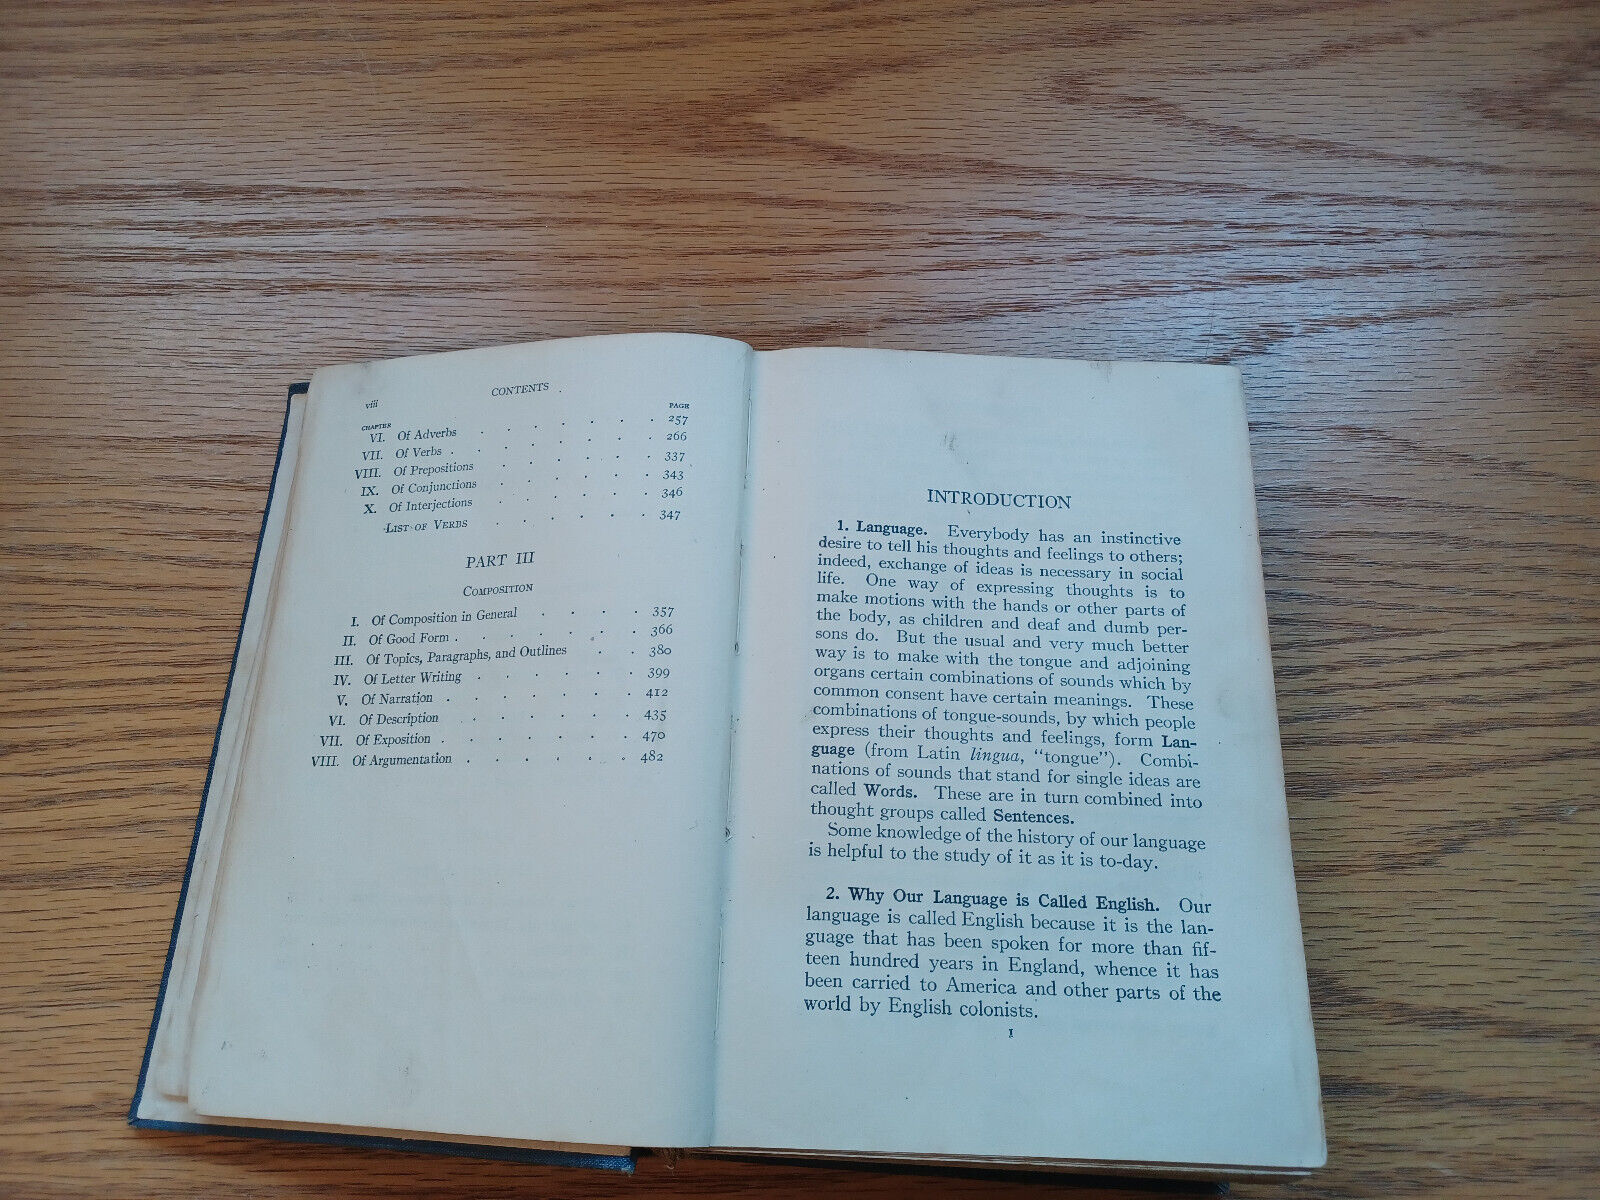 viii
CONTENTS
CHAPTER
PAGE
VI. Of Adverbs . . . . . . . 257
VII. Of Verbs . . . . . . . 266
VIII. Of Prepositions . . . . . . 337
IX. Of Conjunctions . . . . . . 343
X. Of Interjections . . . . . . 346
LIST OF VERBS . . . . . . 347
PART III
COMPOSITION
I. Of Composition in General . . . . 357
II. Of Good Form . . . . . . . 366
III. Of Topics, Paragraphs, and Outlines . . 380
IV. Of Letter Writing . . . . . . 399
V. Of Narration . . . . . . . 412
VI. Of Description . . . . . . 435
VII. Of Exposition . . . . . . . 470
VIII. Of Argumentation . . . . . . 482
INTRODUCTION
1. Language. Everybody has an instinctive
desire to tell his thoughts and feelings to others;
indeed, exchange of ideas is necessary in social
life. One way of expressing thoughts is to
make motions with the hands or other parts of
the body, as children and deaf and dumb per-
sons do. But the usual and very much better
way is to make with the tongue and adjoining
organs certain combinations of sounds which by
common consent have certain meanings. These
combinations of tongue-sounds, by which people
express their thoughts and feelings, form Lan-
guage (from Latin lingua, "tongue"). Combi-
nations of sounds that stand for single ideas are
called Words. These are in turn combined into
thought groups called Sentences.
Some knowledge of the history of our language
is helpful to the study of it as it is to-day.
2. Why Our Language is Called English. Our
language is called English because it is the lan-
guage that has been spoken for more than fif-
teen hundred years in England, whence it has
been carried to America and other parts of the
world by English colonists.
1